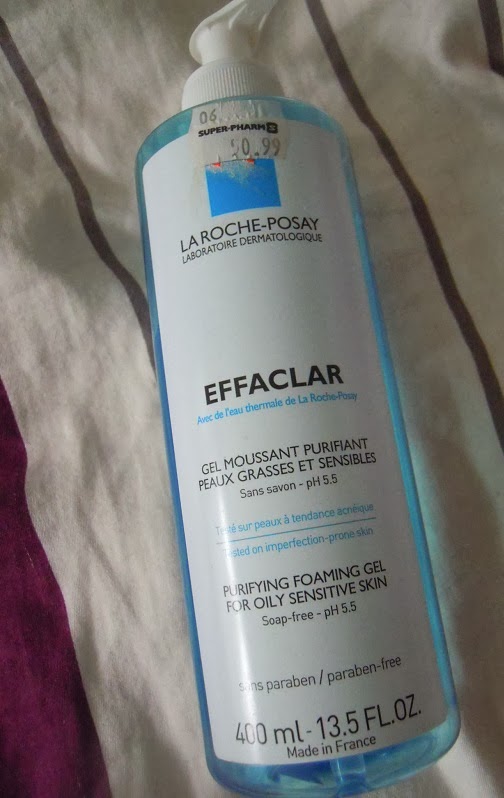 06
SUPER-PHARM
50.99
LA ROCHE-POSAY
LABORATOIRE DERMATOLOGIQUE
EFFACLAR
Avec de l'eau thermale de La Roche-Posay
GEL MOUSSANT PURIFIANT
PEAUX GRASSES ET SENSIBLES
Sans savon - pH 5.5
Testé sur peaux à tendance acnéique
Tested on imperfection-prone skin
PURIFYING FOAMING GEL
FOR OILY SENSITIVE SKIN
Soap-free - pH 5.5
sans paraben / paraben-free
400 ml - 13.5 FL.OZ.
Made in France